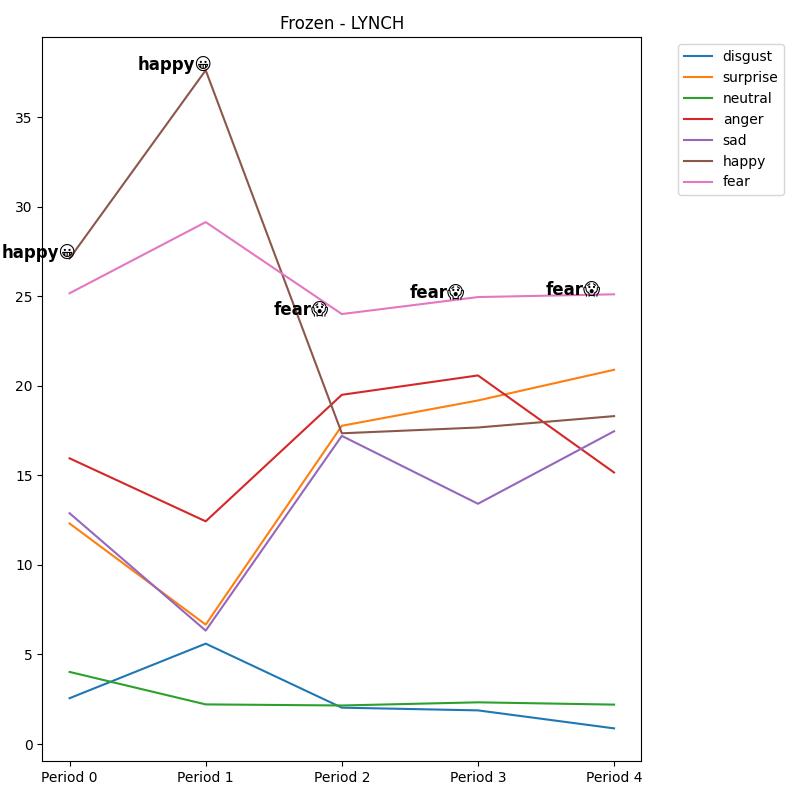 Frozen - LYNCH
disgust
surprise
neutral
anger
sad
happy
fear
happy😀
happy😀
fear😱
fear😱
fear😱
35
30
25
20
15
10
5
0
Period 0 Period 1 Period 2 Period 3 Period 4